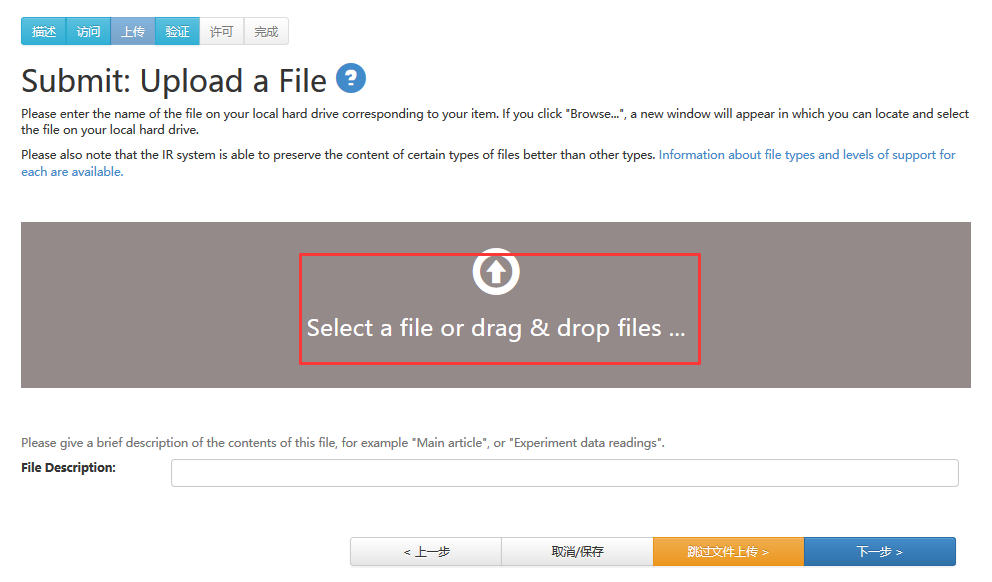 描述 访问 上传 验证 许可 完成
Submit: Upload a File ?
Please enter the name of the file on your local hard drive corresponding to your item. If you click "Browse...", a new window will appear in which you can locate and select
the file on your local hard drive.
Please also note that the IR system is able to preserve the content of certain types of files better than other types. Information about file types and levels of support for
each are available.
Select a file or drag & drop files ...
Please give a brief description of the contents of this file, for example "Main article", or "Experiment data readings".
File Description:
< 上一步 取消/保存 跳过文件上传 > 下一步 >